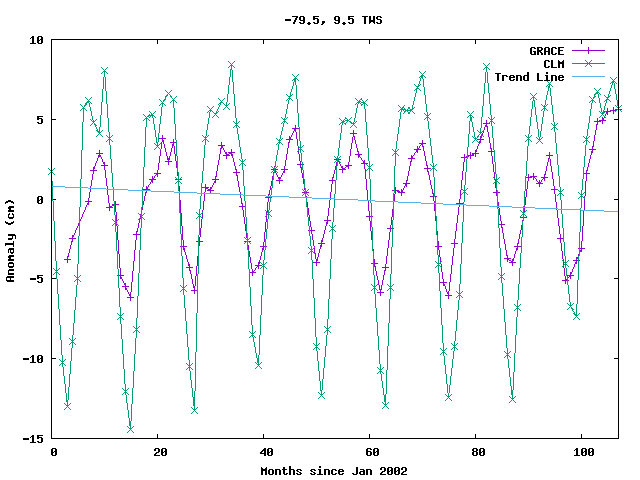 -79.5, 9.5 TWS
10
5
0
-5
-10
-15
Anomaly (cm)
GRACE
CLM
Trend Line
0 20 40 60 80 100
Months since Jan 2002